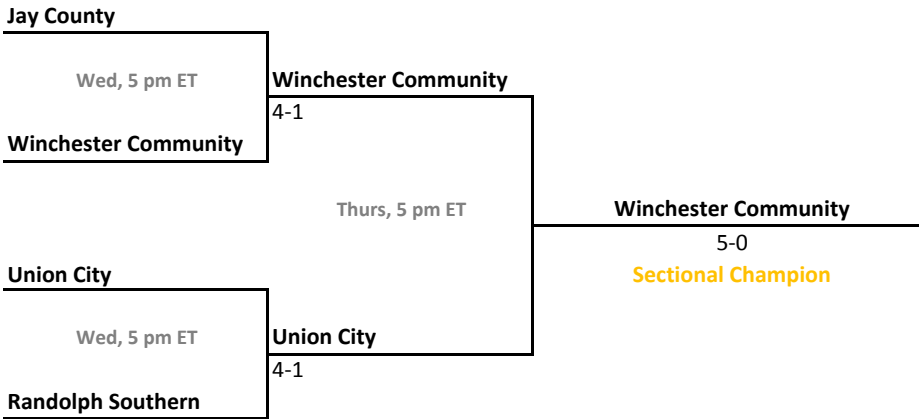 Jay County
Wed, 5 pm ET
Winchester Community
4-1
Winchester Community
Thurs, 5 pm ET
Winchester Community
5-0
Sectional Champion
Union City
Wed, 5 pm ET
Union City
4-1
Randolph Southern